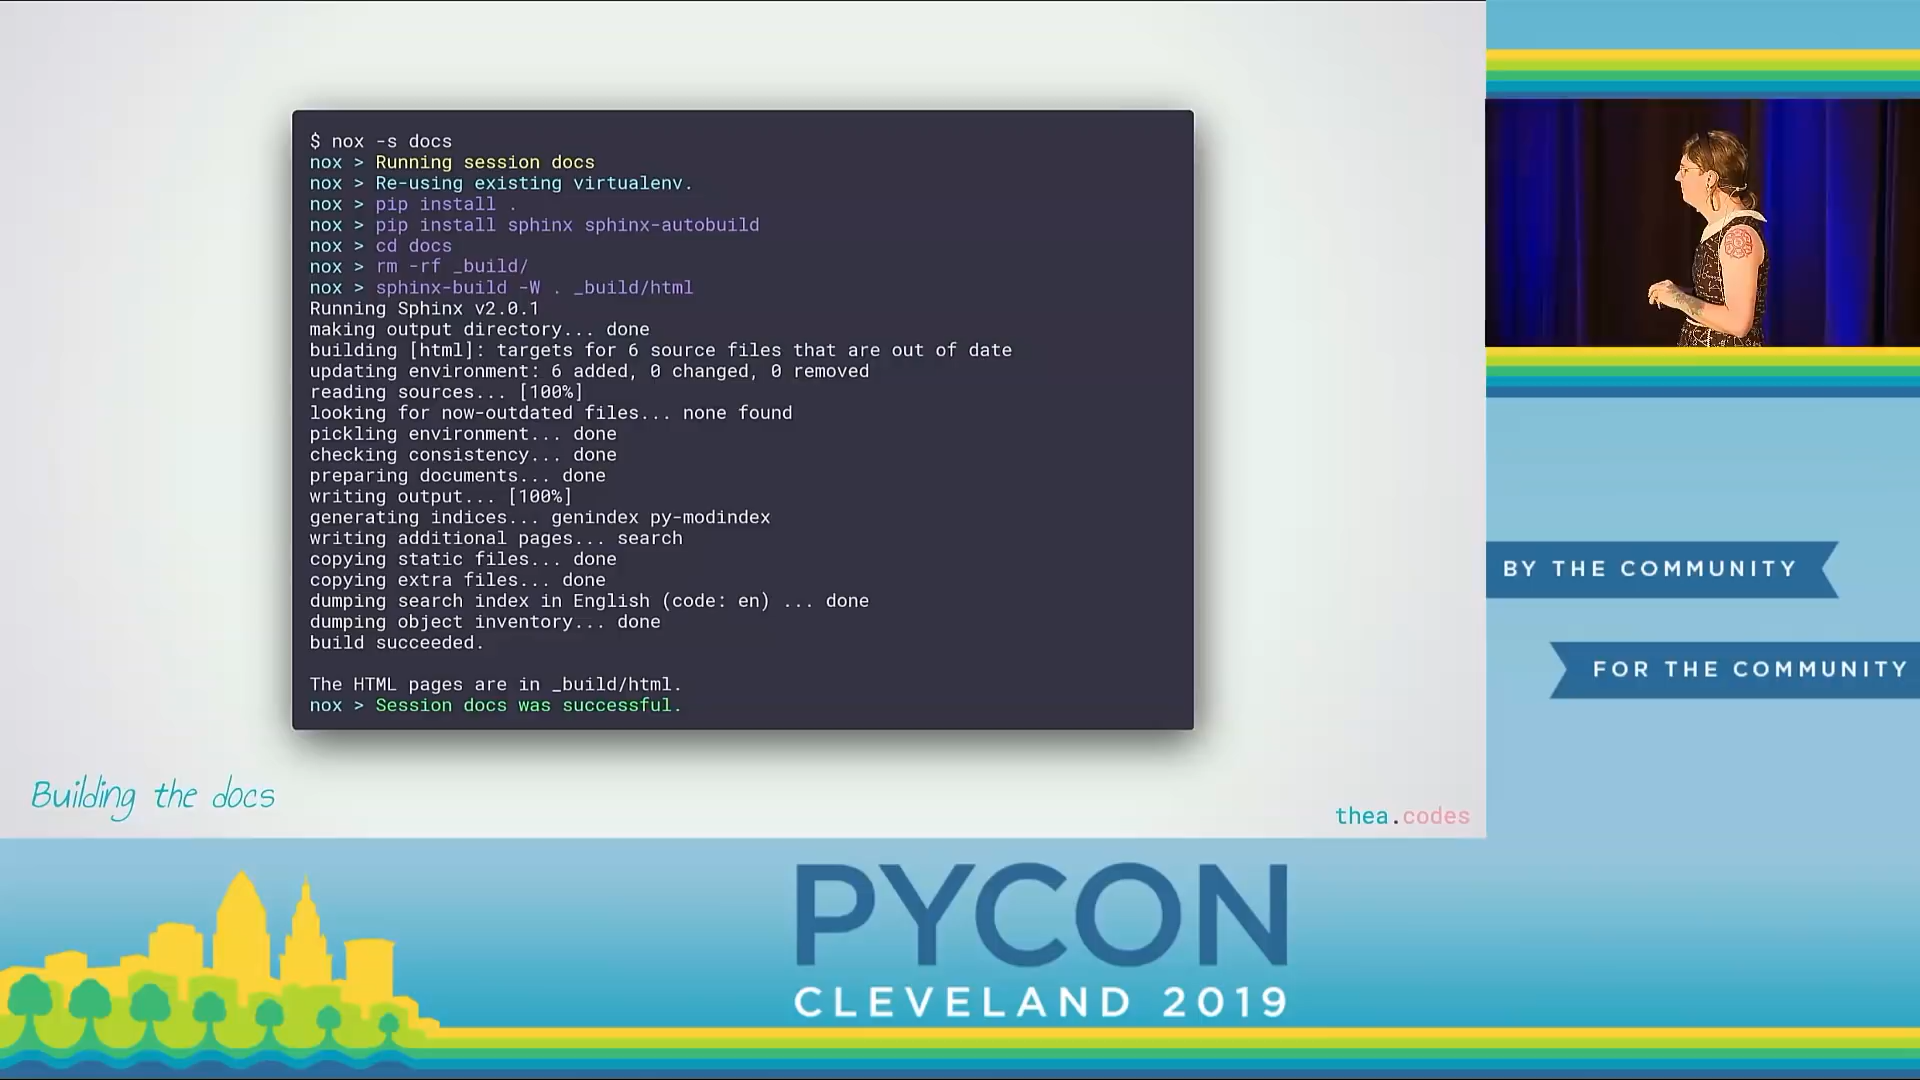 $ nox -s docs
nox > Running session docs
nox > Re-using existing virtualenv.
nox > pip install .
nox > pip install sphinx sphinx-autobuild
nox > cd docs
nox > rm -rf _build/
nox > sphinx-build -W . _build/html
Running Sphinx v2.0.1
making output directory... done
building [html]: targets for 6 source files that are out of date
updating environment: 6 added, 0 changed, 0 removed
reading sources... [100%]
looking for now-outdated files... none found
pickling environment... done
checking consistency... done
preparing documents... done
writing output... [100%]
generating indices... genindex py-modindex
writing additional pages... search
copying static files... done
copying extra files... done
dumping search index in English (code: en) ... done
dumping object inventory... done
build succeeded.
The HTML pages are in _build/html.
nox > Session docs was successful.
Building the docs
thea.codes
BY THE COMMUNITY
FOR THE COMMUNITY
PYCON
CLEVELAND 2019